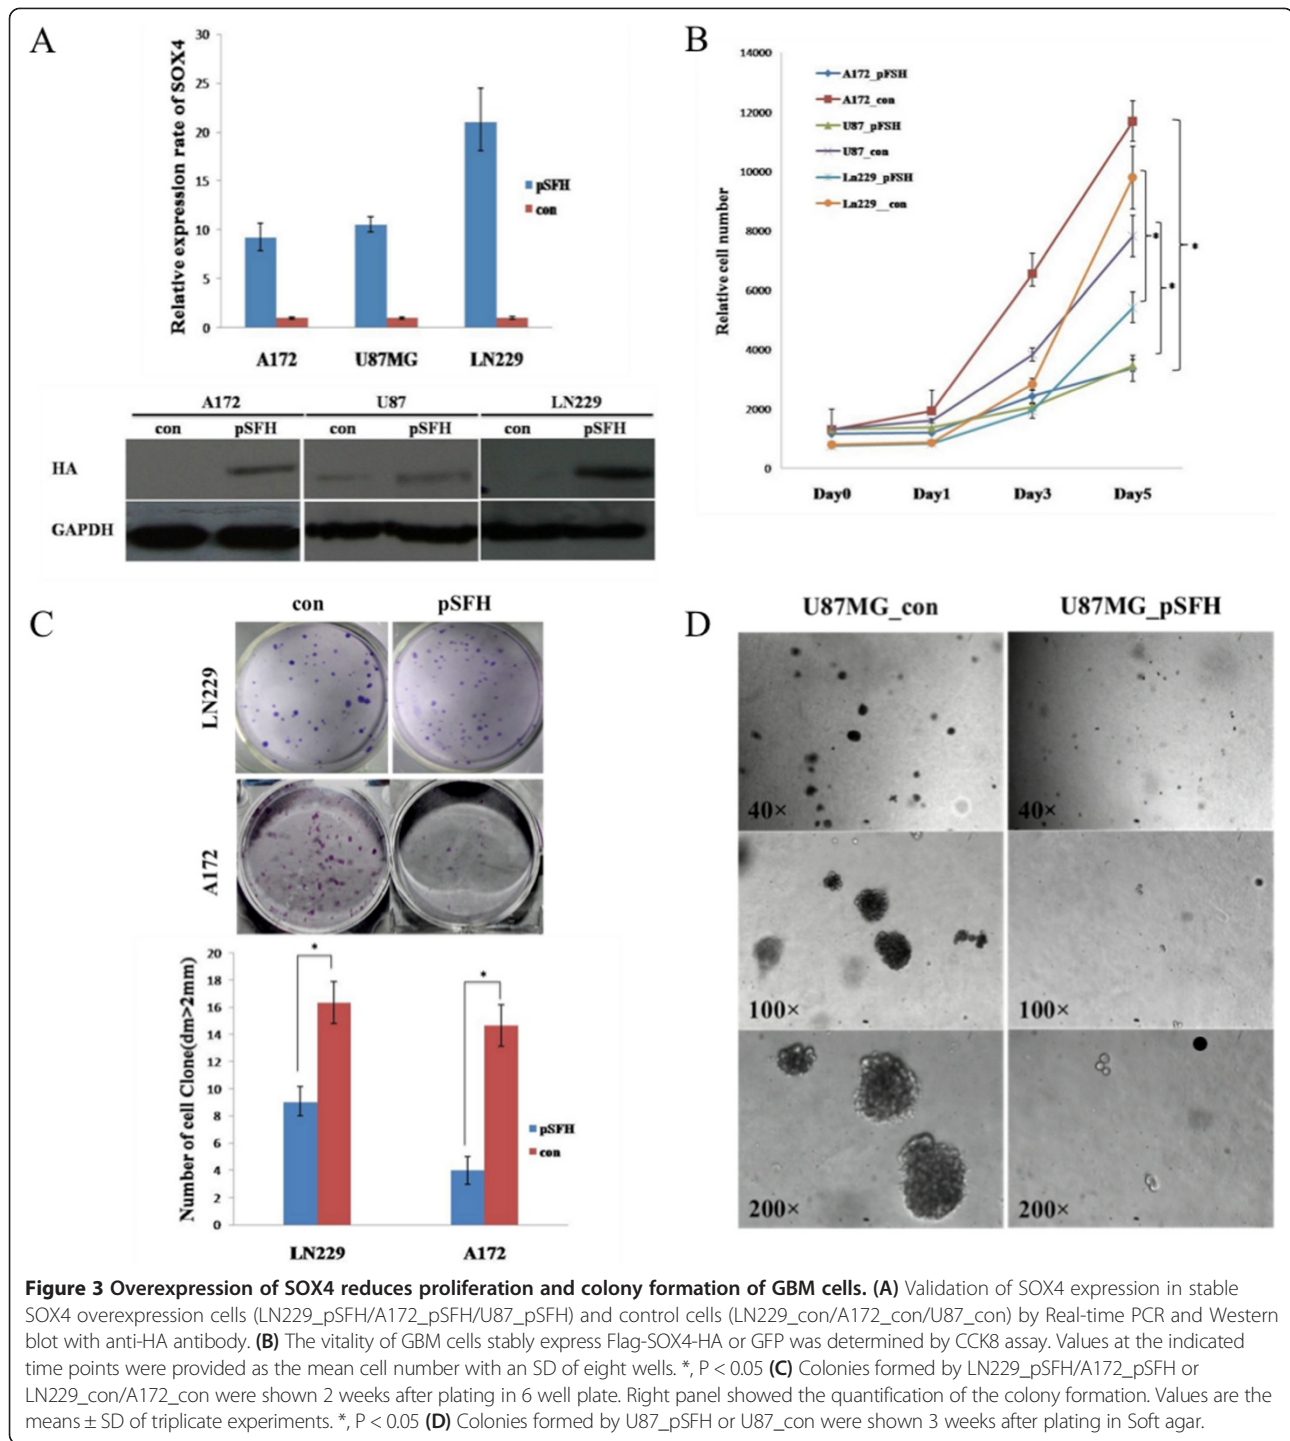 A
Relative expression rate of SOX4
30
25
20
15
10
5
0
pSFH
con
A172 U87MG LN229
A172 U87 LN229
con pSFH con pSFH con pSFH
HA
GAPDH
B
Relative cell number
14000
12000
10000
8000
6000
4000
2000
0
A172_pFSH
A172_con
U87_pFSH
U87_con
Ln229_pFSH
Ln229__con
*
*
*
Day0 Day1 Day3 Day5
C
con pSFH
LN229
A172
Number of cell Clone(dm>2mm)
20
18
16
14
12
10
8
6
4
2
0
*
*
pSFH
con
LN229 A172
D
U87MG_con U87MG_pSFH
40× 40×
100× 100×
200× 200×
Figure 3 Overexpression of SOX4 reduces proliferation and colony formation of GBM cells. (A) Validation of SOX4 expression in stable
SOX4 overexpression cells (LN229_pSFH/A172_pSFH/U87_pSFH) and control cells (LN229_con/A172_con/U87_con) by Real-time PCR and Western
blot with anti-HA antibody. (B) The vitality of GBM cells stably express Flag-SOX4-HA or GFP was determined by CCK8 assay. Values at the indicated
time points were provided as the mean cell number with an SD of eight wells. *, P < 0.05 (C) Colonies formed by LN229_pSFH/A172_pSFH or
LN229_con/A172_con were shown 2 weeks after plating in 6 well plate. Right panel showed the quantification of the colony formation. Values are the
means ± SD of triplicate experiments. *, P < 0.05 (D) Colonies formed by U87_pSFH or U87_con were shown 3 weeks after plating in Soft agar.